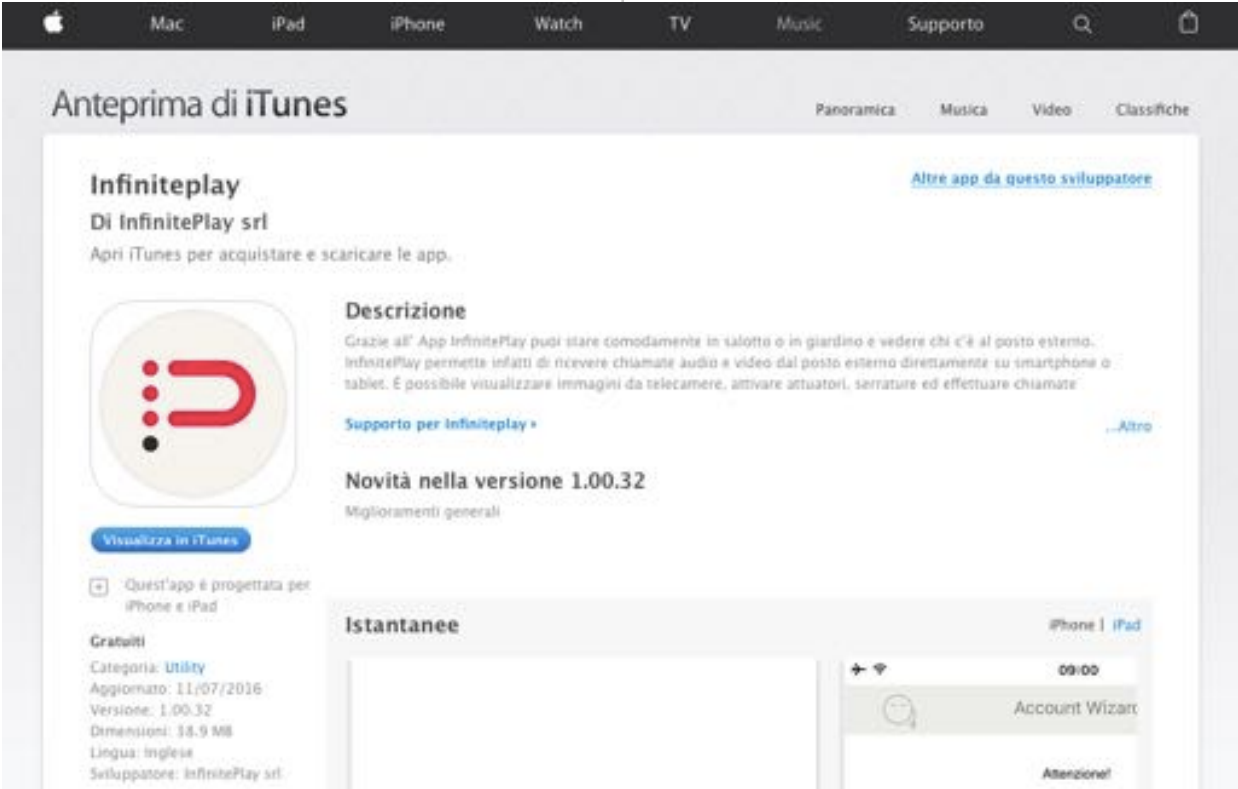 Mac iPad iPhone Watch TV Music Supporto
Anteprima di iTunes
Panoramica Musica Video Classifiche
Infiniteplay
Altre app da questo sviluppatore
Di InfinitePlay srl
Apri iTunes per acquistare e scaricare le app.
Descrizione
Grazie all' App InfinitePlay puoi stare comodamente in salotto o in giardino e vedere chi c'è al posto esterno.
InfinitePlay permette infatti di ricevere chiamate audio e video dal posto esterno direttamente su smartphone o
tablet. É possibile visualizzare immagini da telecamere, attivare attuatori, serrature ed effettuare chiamate
Supporto per Infiniteplay
...Altro
Novità nella versione 1.00.32
Miglioramenti generali
Visualizza in iTunes
Quest'app è progettata per
iPhone e iPad
Gratuiti
Categoria: Utility
Aggiornato: 11/07/2016
Versione: 1.00.32
Dimensioni: 38.9 MB
Lingua: Inglese
Sviluppatore: InfinitePlay srl
Istantanee
iPhone | iPad
09:00
Account Wizard
Attenzione!